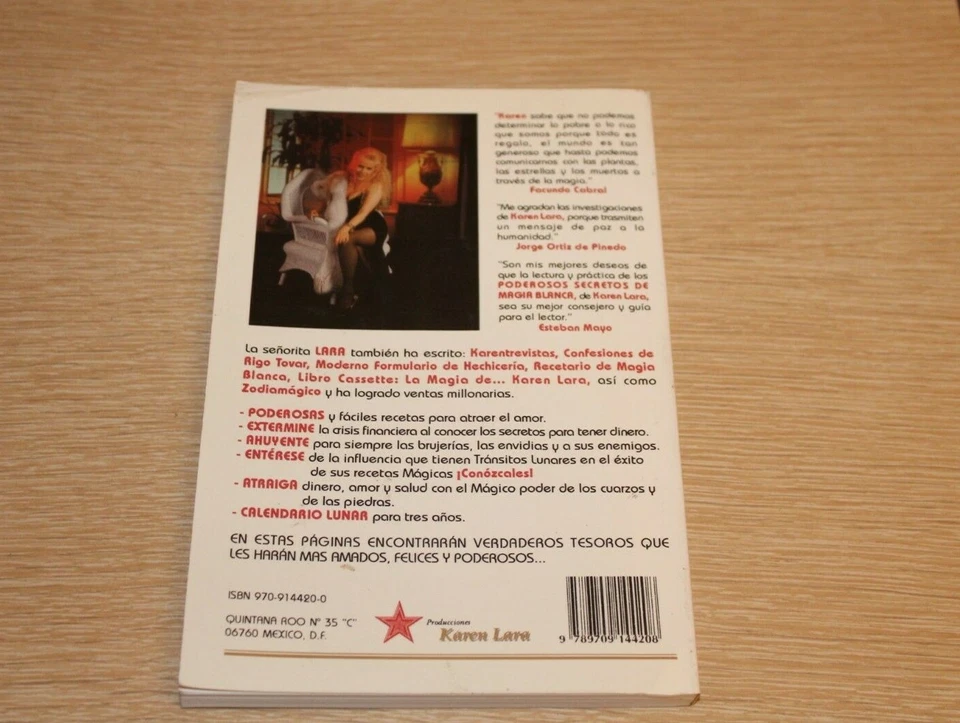 "Karen sabe que no podemos
determinar lo pobre o lo rico
que somos porque todo es
regalo, el mundo es tan
generoso que hasta podemos
comunicarnos con las plantas,
las estrellas y los muertos a
través de la magia."
Facundo Cabral
"Me agradan las investigaciones
de Karen Lara, porque trasmiten
un mensaje de paz a la
humanidad."
Jorge Ortiz de Pinedo
"Son mis mejores deseos de
que la lectura y práctica de los
PODEROSOS SECRETOS DE
MAGIA BLANCA, de Karen Lara,
sea su mejor consejero y guía
para el lector."
Esteban Mayo
La señorita LARA también ha escrito: Karentrevistas, Confesiones de
Rigo Tovar, Moderno Formulario de Hechicería, Recetario de Magia
Blanca, Libro Cassette: La Magia de... Karen Lara, así como
Zodiamágico y ha logrado ventas millonarias.
- PODEROSAS y fáciles recetas para atraer el amor.
- EXTERMINE la crisis financiera al conocer los secretos para tener dinero.
- AHUYENTE para siempre las brujerías, las envidias y a sus enemigos.
- ENTÉRESE de la influencia que tienen Tránsitos Lunares en el éxito
de sus recetas Mágicas ¡Conózcales!
- ATRAIGA dinero, amor y salud con el Mágico poder de los cuarzos y
de las piedras.
- CALENDARIO LUNAR para tres años.
EN ESTAS PÁGINAS ENCONTRARÁN VERDADEROS TESOROS QUE
LES HARÁN MAS AMADOS, FELICES Y PODEROSOS...
ISBN 970-914420-0
QUINTANA ROO Nº 35 "C"
06760 MEXICO, D.F.
Producciones
Karen Lara
9 789709 144208